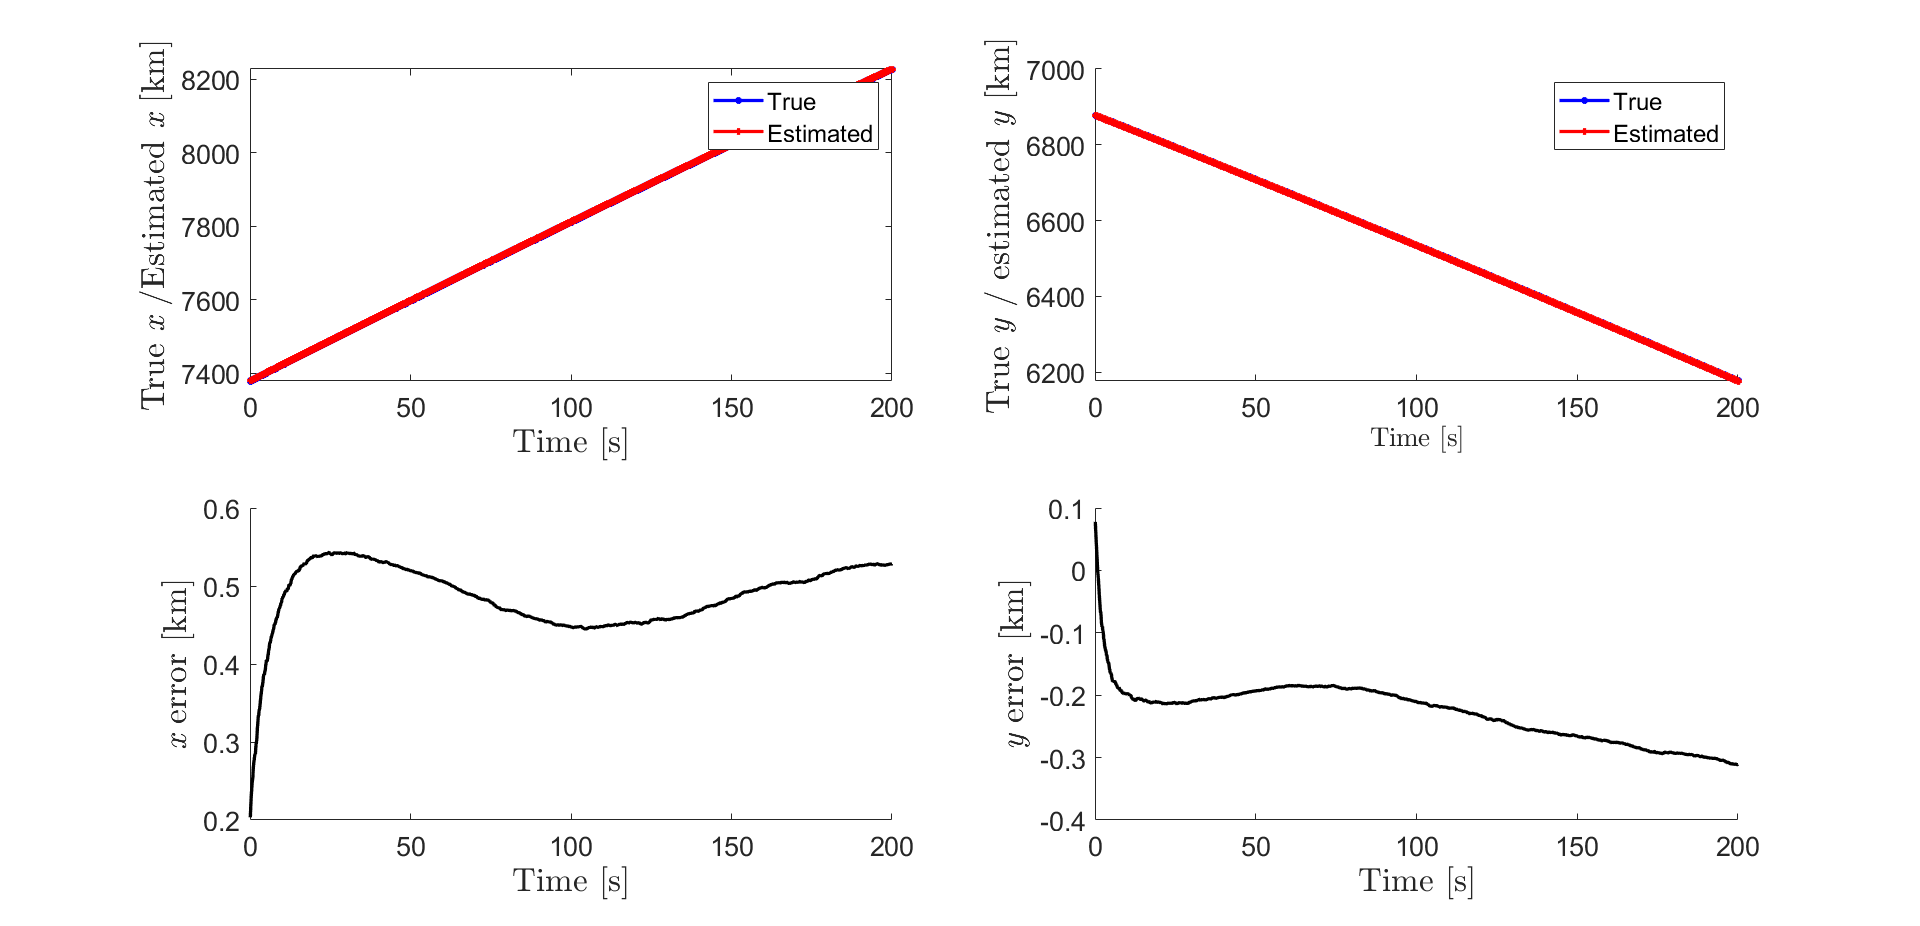 True x /Estimated x [km]
8200
8000
7800
7600
7400
0 50 100 150 200
Time [s]
True
Estimated
True y / estimated y [km]
7000
6800
6600
6400
6200
0 50 100 150 200
Time [s]
True
Estimated
x error [km]
0.6
0.5
0.4
0.3
0.2
0 50 100 150 200
Time [s]
y error [km]
0.1
0
-0.1
-0.2
-0.3
-0.4
0 50 100 150 200
Time [s]